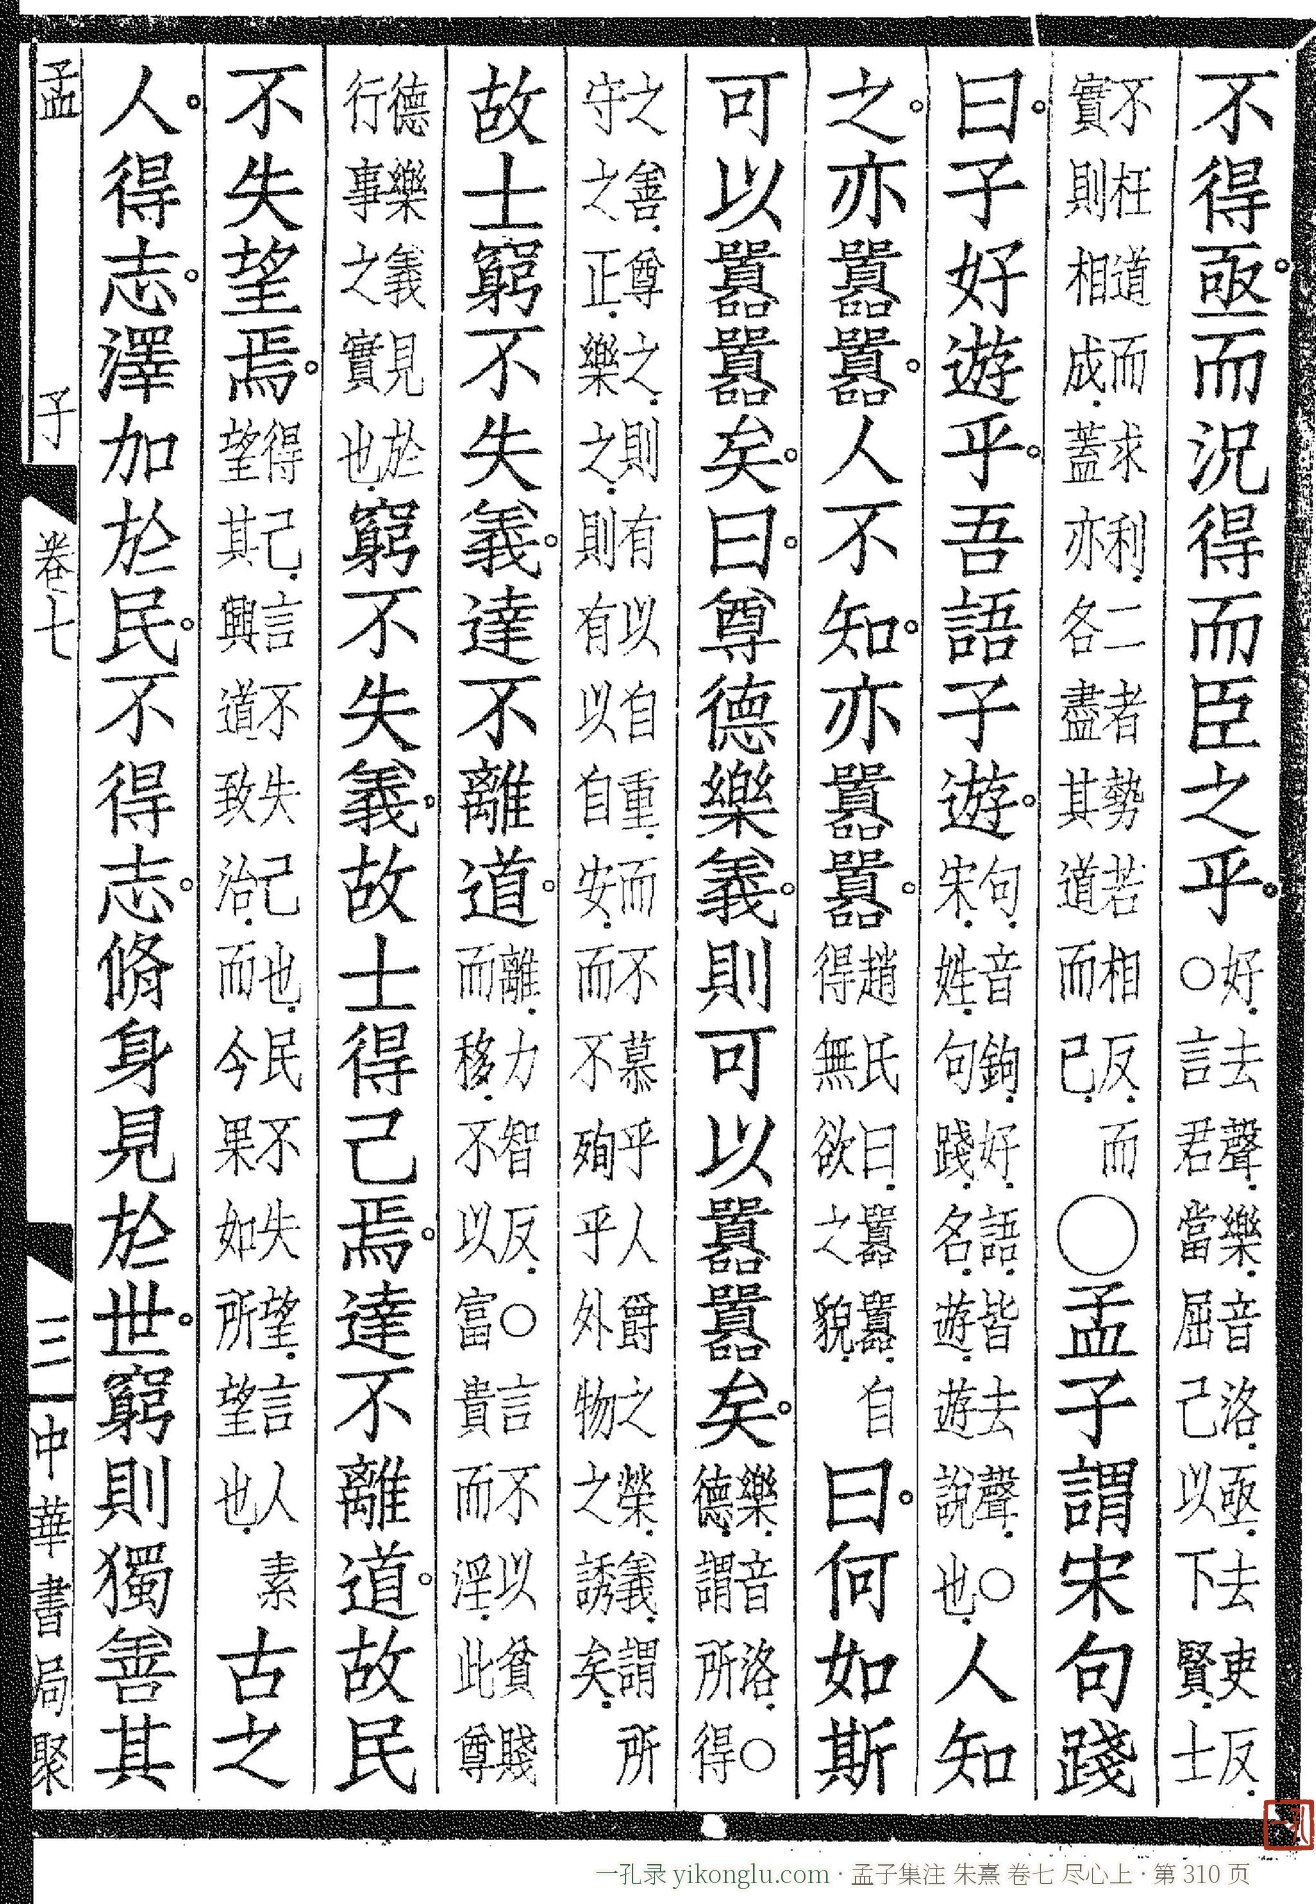 不得亟而況得而臣之乎好去聲樂音洛亟去吏反○言君當屈己以下賢士
不枉道而求利二者勢若相反而實則相成蓋亦各盡其道而已○孟子謂宋句踐
曰子好遊乎吾語子遊句音鉤好語皆去聲○宋姓句踐名遊遊說也人知
之亦囂囂人不知亦囂囂趙氏曰囂囂自得無欲之貌曰何如斯
可以囂囂矣曰尊德樂義則可以囂囂矣樂音洛○德謂所得
之善尊之則有以自重而不慕乎人爵之榮義謂所守之正樂之則有以自安而不殉乎外物之誘矣
故士窮不失義達不離道離力智反○言不以貧賤而移不以富貴而淫此尊
德樂義見於行事之實也窮不失義故士得己焉達不離道故民
不失望焉得己言不失己也民不失望言人素望其興道致治而今果如所望也古之
人得志澤加於民不得志脩身見於世窮則獨善其
孟子 卷七 三 中華書局聚
一孔录 yikonglu.com · 孟子集注 朱熹 卷七 尽心上 · 第 310 页